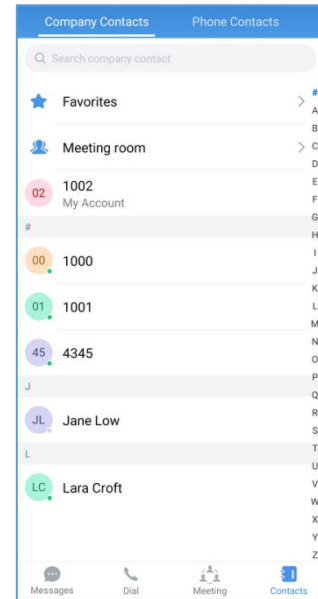 Company Contacts Phone Contacts
Search company contact
Favorites
Meeting room
02 1002
My Account
#
00 1000
01 1001
45 4345
J
JL Jane Low
L
LC Lara Croft
#
A
B
C
D
E
F
G
H
I
J
K
L
M
N
O
P
Q
R
S
T
U
V
W
X
Y
Z
Messages Dial Meeting Contacts